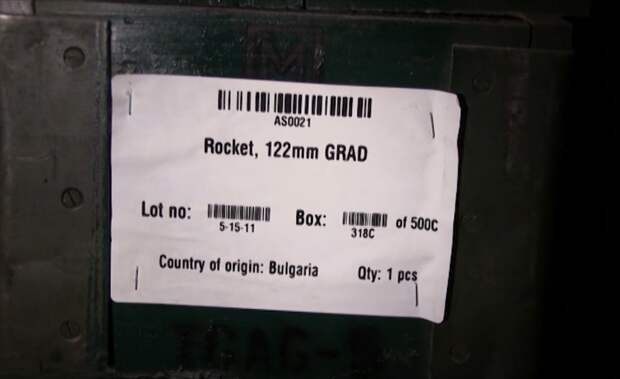 AS0021
Rocket, 122mm GRAD
Lot no: 5-15-11 Box: 318C of 500C
Country of origin: Bulgaria Qty: 1 pcs